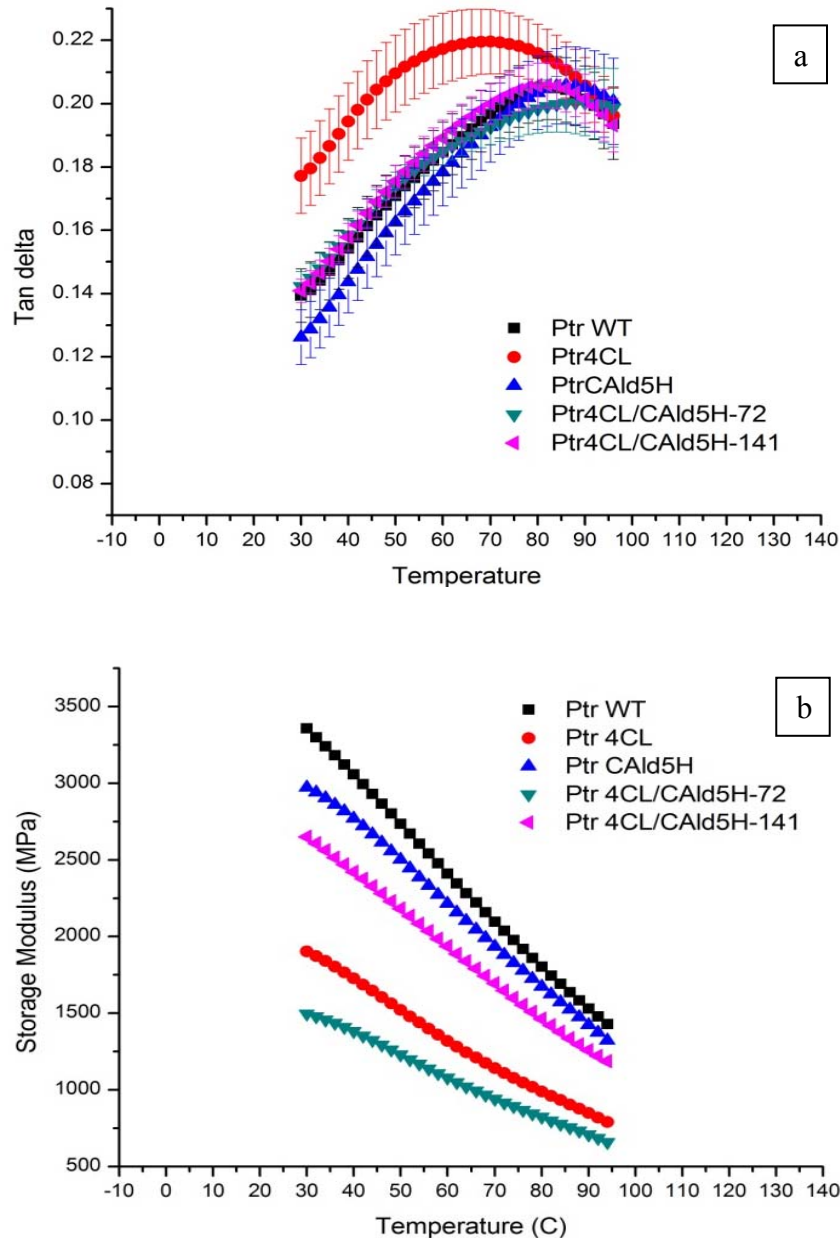 a
0.22
0.20
0.18
0.16
0.14
0.12
0.10
0.08
Tan delta
Ptr WT
Ptr4CL
PtrCAld5H
Ptr4CL/CAld5H-72
Ptr4CL/CAld5H-141
-10 0 10 20 30 40 50 60 70 80 90 100 110 120 130 140
Temperature
b
3500
3000
2500
2000
1500
1000
500
Storage Modulus (MPa)
Ptr WT
Ptr 4CL
Ptr CAld5H
Ptr 4CL/CAld5H-72
Ptr 4CL/CAld5H-141
-10 0 10 20 30 40 50 60 70 80 90 100 110 120 130 140
Temperature (C)